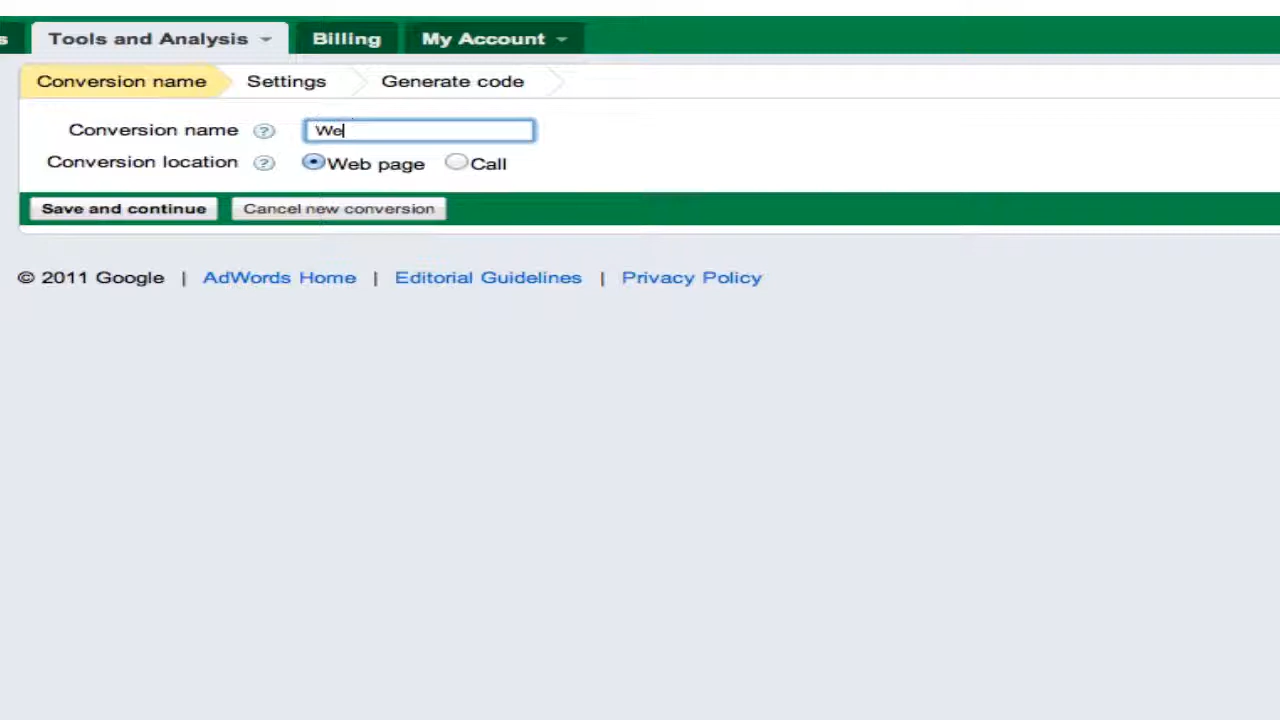 s Tools and Analysis Billing My Account
Conversion name Settings Generate code
Conversion name ? We
Conversion location ? Web page Call
Save and continue Cancel new conversion
© 2011 Google | AdWords Home | Editorial Guidelines | Privacy Policy